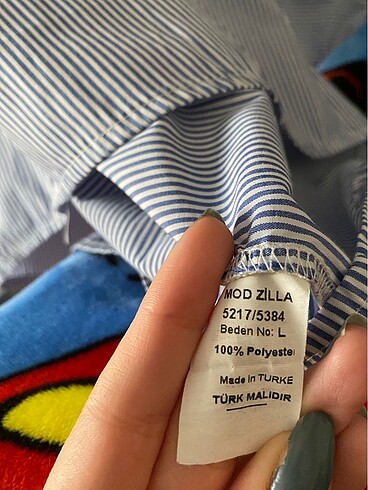 MOD ZİLLA
5217/5384
Beden No: L
100% Polyester
Made in TURKE
TÜRK MALIDIR